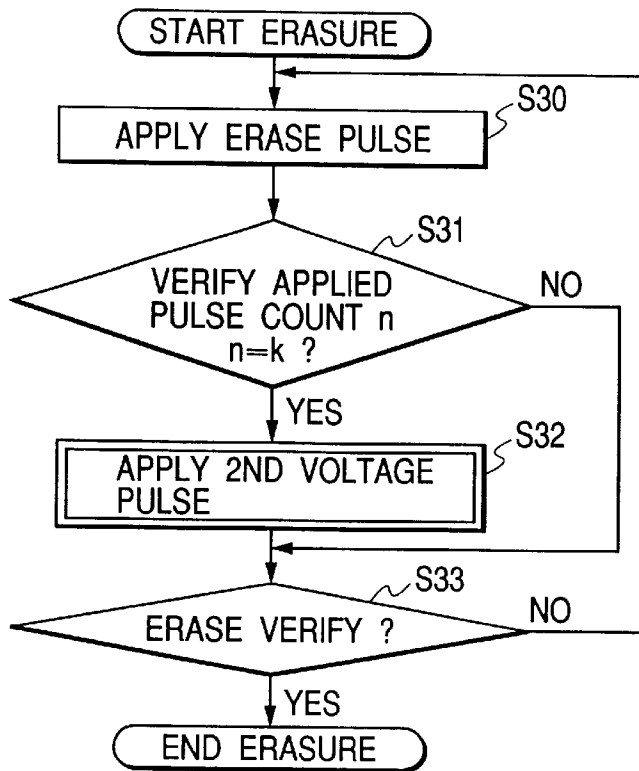 START ERASURE
S30
APPLY ERASE PULSE
S31
VERIFY APPLIED
PULSE COUNT n
n=k ?
NO
YES
S32
APPLY 2ND VOLTAGE
PULSE
S33
ERASE VERIFY ?
NO
YES
END ERASURE